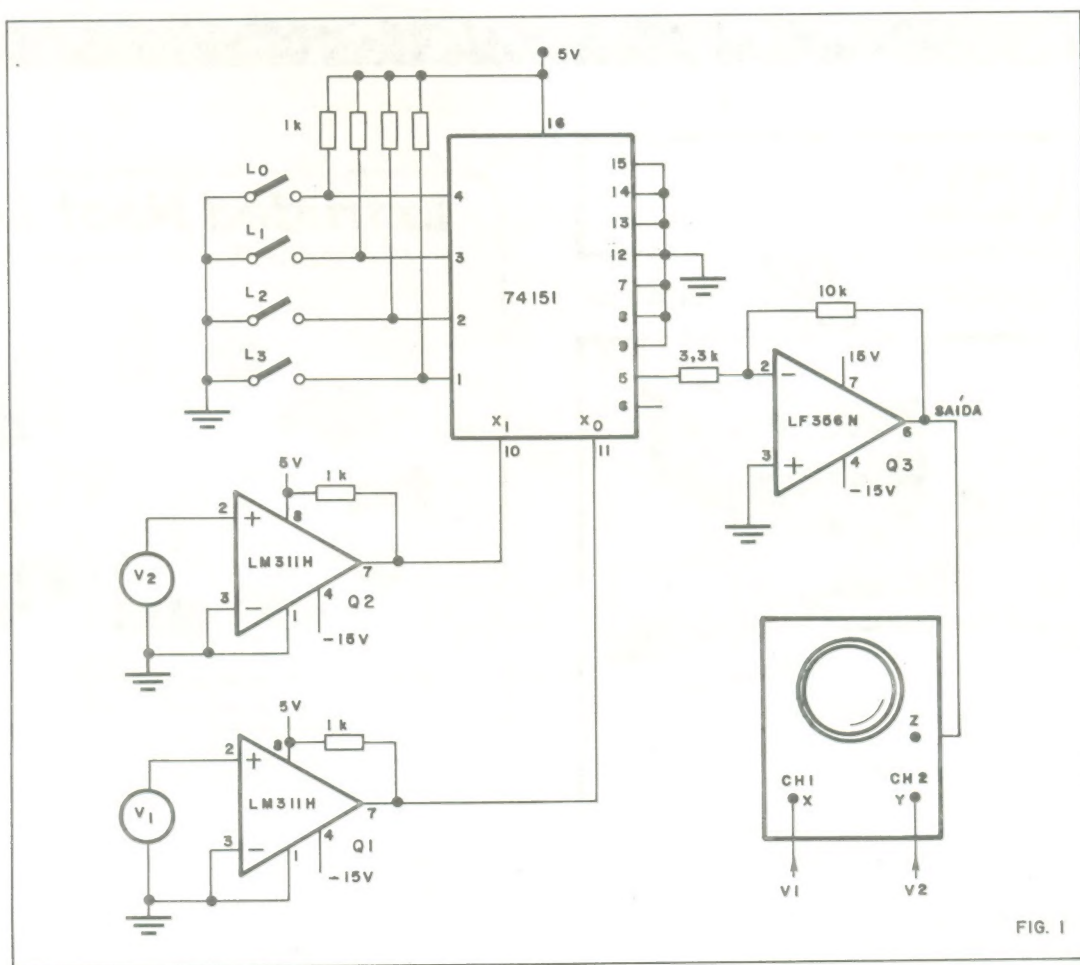 5V
1k
16
L0
L1
L2
L3
4
3
2
1
15
14
13
12
7
8
9
5
6
74151
X1
X0
10
11
3,3k
10k
2
3
15V
7
LF356N
6
4
-15V
Q3
SAÍDA
5V
1k
2
8
LM311H
7
V2
3
1
4
Q2
-15V
5V
1k
2
8
LM311H
7
V1
3
1
4
Q1
-15V
Z
CH1
CH2
X
Y
V1
V2
FIG. 1